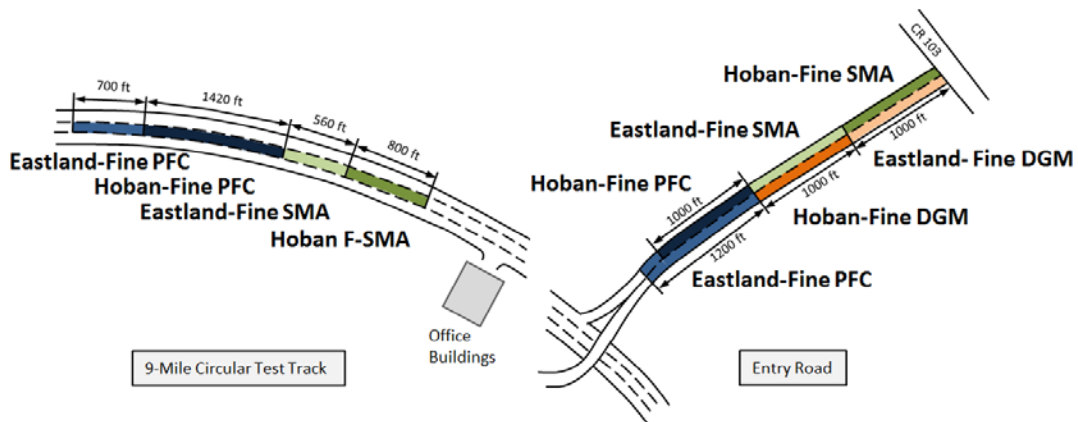 700 ft
1420 ft
560 ft
800 ft
Eastland-Fine PFC
Hoban-Fine PFC
Eastland-Fine SMA
Hoban F-SMA
Office
Buildings
9-Mile Circular Test Track
CR 103
Hoban-Fine SMA
Eastland-Fine SMA
1000 ft
Eastland- Fine DGM
Hoban-Fine PFC
1000 ft
1000 ft
Hoban-Fine DGM
1200 ft
Eastland-Fine PFC
Entry Road